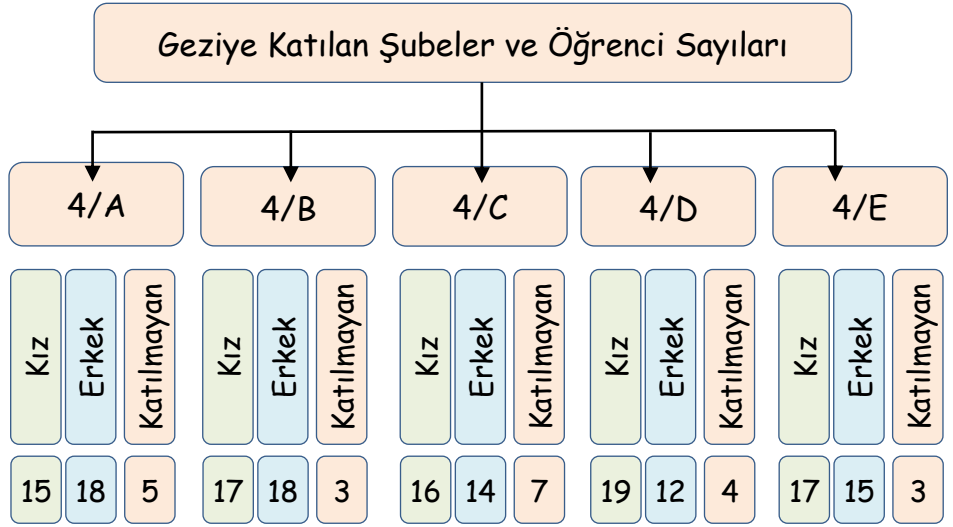 Geziye Katılan Şubeler ve Öğrenci Sayıları
4/A 4/B 4/C 4/D 4/E
Kız Erkek Katılmayan Kız Erkek Katılmayan Kız Erkek Katılmayan Kız Erkek Katılmayan Kız Erkek Katılmayan
15 18 5 17 18 3 16 14 7 19 12 4 17 15 3